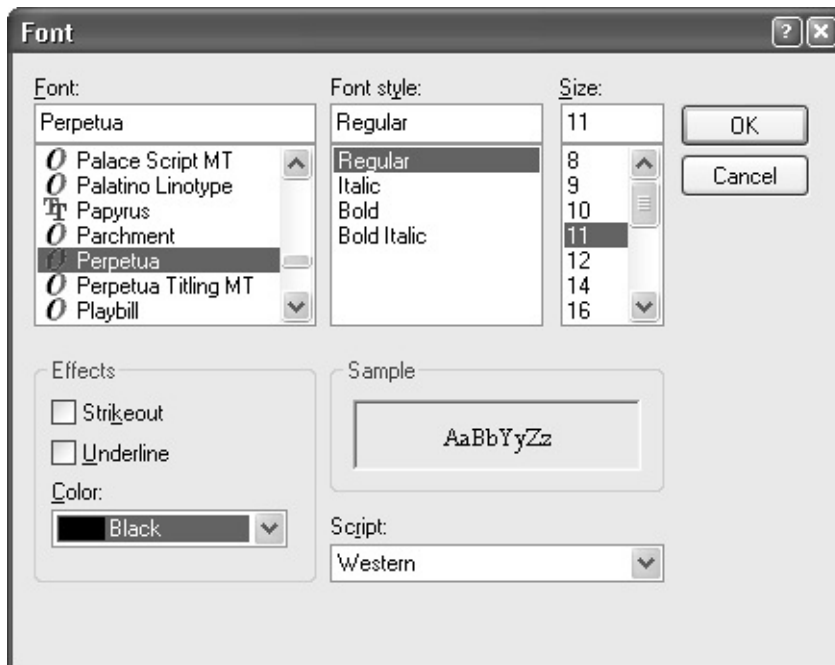 Font
Font: Font style: Size:
Perpetua Regular 11 OK
Palace Script MT Regular 8
Palatino Linotype Italic 9 Cancel
Papyrus Bold 10
Parchment Bold Italic 11
Perpetua 12
Perpetua Titling MT 14
Playbill 16
Effects Sample
Strikeout
AaBbYyZz
Underline
Color:
Black Script:
Western